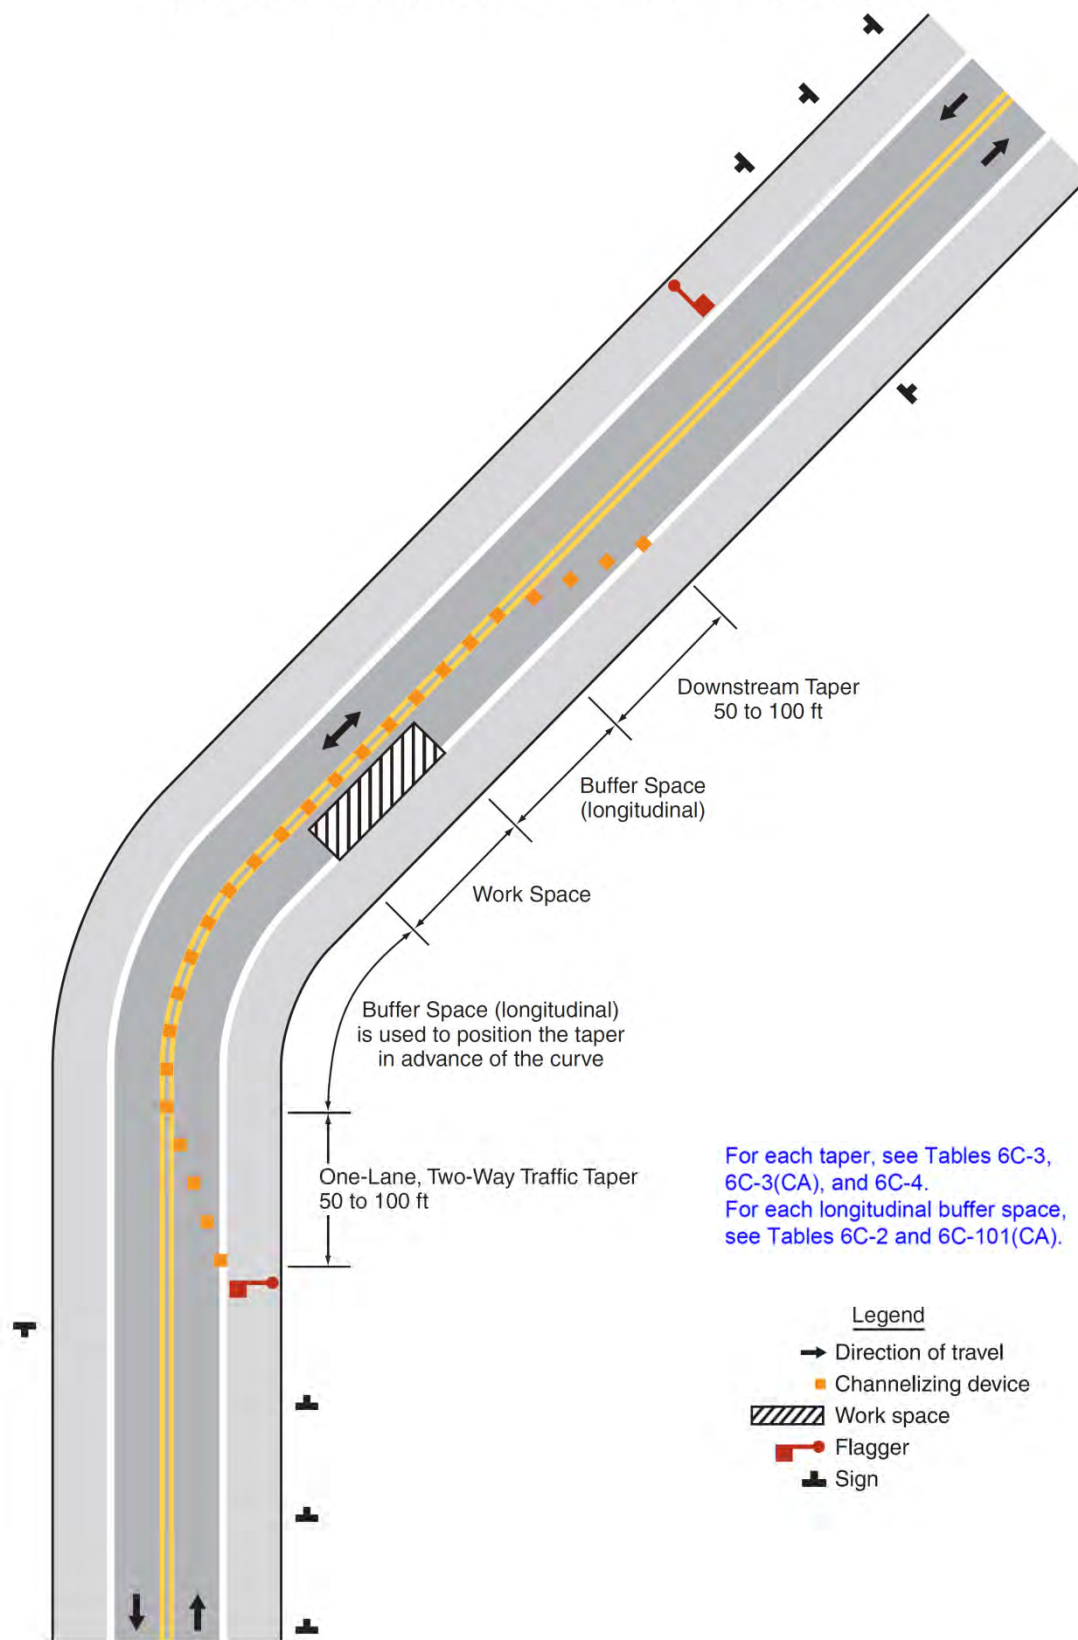 Downstream Taper
50 to 100 ft
Buffer Space
(longitudinal)
Work Space
Buffer Space (longitudinal)
is used to position the taper
in advance of the curve
One-Lane, Two-Way Traffic Taper
50 to 100 ft
For each taper, see Tables 6C-3,
6C-3(CA), and 6C-4.
For each longitudinal buffer space,
see Tables 6C-2 and 6C-101(CA).
Legend
Direction of travel
Channelizing device
Work space
Flagger
Sign